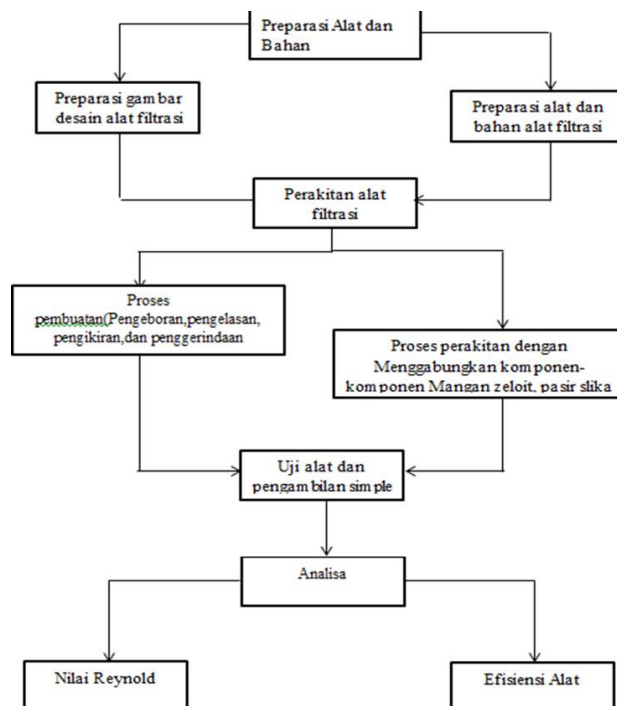 Preparasi Alat dan
Bahan
Preparasi gambar
desain alat filtrasi
Preparasi alat dan
bahan alat filtrasi
Perakitan alat
filtrasi
Proses
pembuatan(Pengeboran,pengelasan,
pengikiran,dan penggerindaan
Proses perakitan dengan
Menggabungkan komponen-
komponen Mangan zeloit, pasir slika
Uji alat dan
pengambilan simple
Analisa
Nilai Reynold
Efisiensi Alat